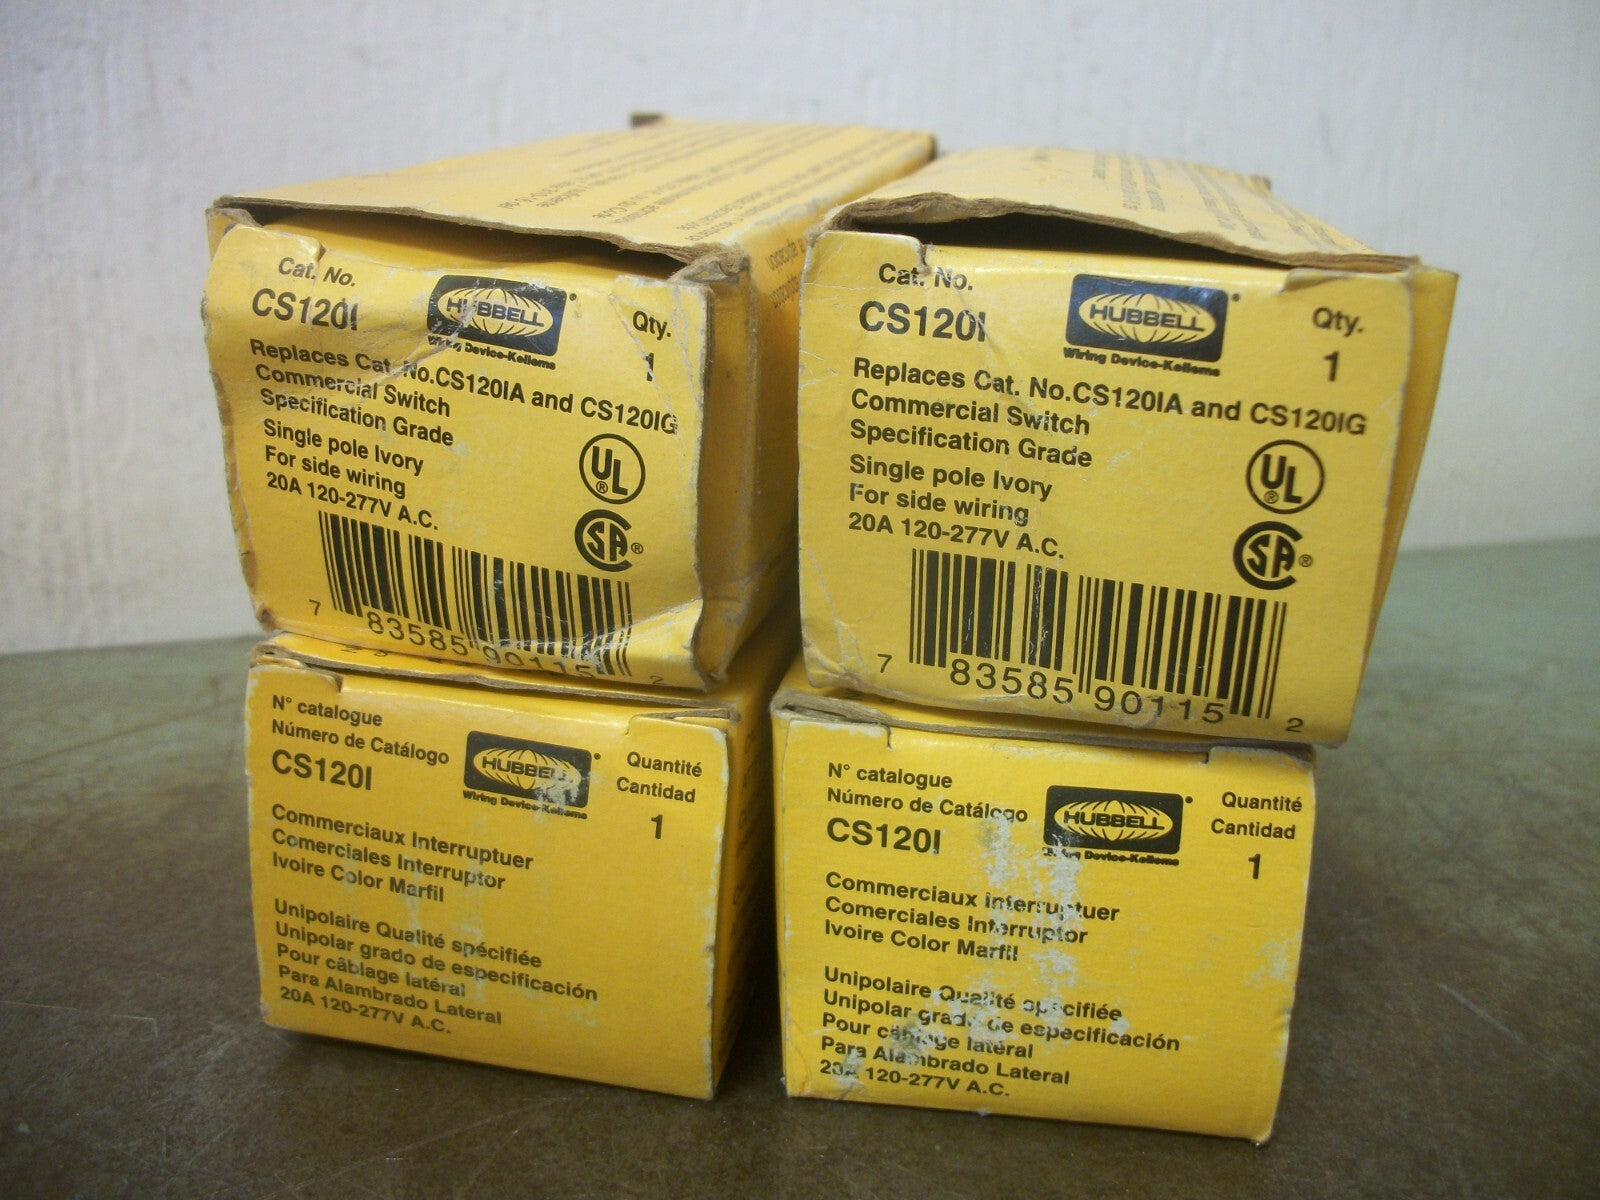 Cat. No.
CS120I
HUBBELL®
Wiring Device-Kellems
Qty.
1
Replaces Cat. No.CS120IA and CS120IG
Commercial Switch
Specification Grade
Single pole Ivory
For side wiring
20A 120-277V A.C.
UL®
SA®
7 83585 90115 2
Cat. No.
CS120I
HUBBELL®
Wiring Device-Kellems
Qty.
1
Replaces Cat. No.CS120IA and CS120IG
Commercial Switch
Specification Grade
Single pole Ivory
For side wiring
20A 120-277V A.C.
UL®
SA®
7 83585 90115 2
N° catalogue
Número de Catálogo
CS120I
HUBBELL®
Wiring Device-Kellems
Quantité
Cantidad
1
Commerciaux Interruptuer
Comerciales Interruptor
Ivoire Color Marfil
Unipolaire Qualité spécifiée
Unipolar grado de especificación
Pour câblage latéral
Para Alambrado Lateral
20A 120-277V A.C.
N° catalogue
Número de Catálogo
CS120I
HUBBELL®
Wiring Device-Kellems
Quantité
Cantidad
1
Commerciaux Interruptuer
Comerciales Interruptor
Ivoire Color Marfil
Unipolaire Qualité spécifiée
Unipolar grado de especificación
Pour câblage latéral
Para Alambrado Lateral
20A 120-277V A.C.